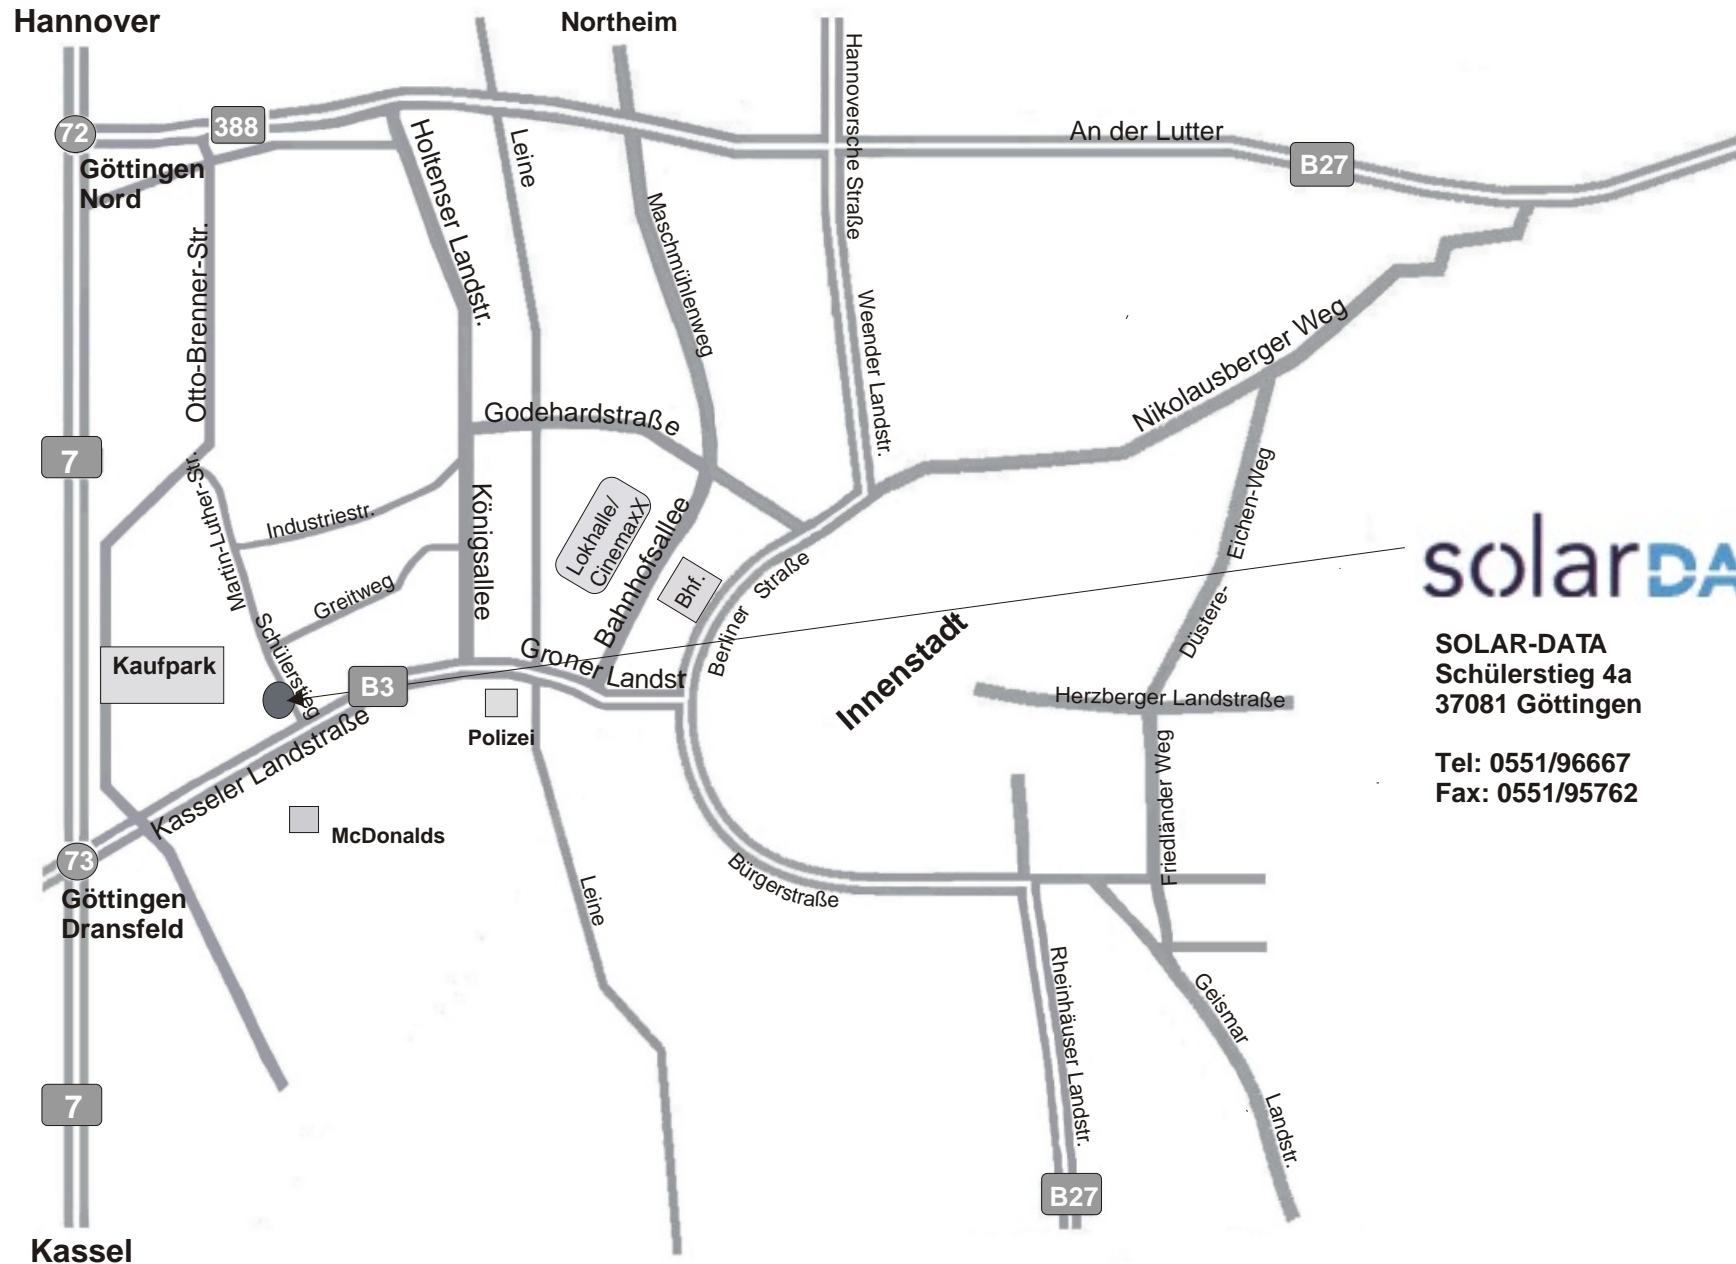 Hannover
Northeim
72
388
Göttingen
Nord
Holtenser Landstr.
Leine
Hannoversche Straße
An der Lutter
B27
Otto-Brenner-Str.
Maschmühlenweg
Weender Landstr.
Nikolausberger Weg
7
Godehardstraße
Martin-Luther-Str.
Industriestr.
Königsallee
Lokhalle/
CinemaxX
Bahnhofsallee
Bhf.
Berliner Straße
Düstere-Eichen-Weg
Greitweg
Schülerstieg
Kaufpark
B3
Groner Landst
Innenstadt
Herzberger Landstraße
Polizei
Kasseler Landstraße
McDonalds
Friedländer Weg
73
Göttingen
Dransfeld
Leine
Bürgerstraße
Rheinhäuser Landstr.
Geismar Landstr.
7
B27
Kassel
solarDA
SOLAR-DATA
Schülerstieg 4a
37081 Göttingen
Tel: 0551/96667
Fax: 0551/95762